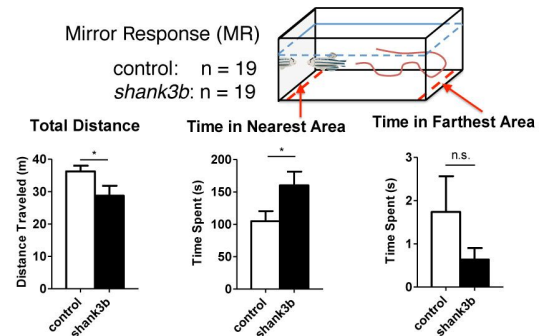 Mirror Response (MR)
control: n = 19
shank3b: n = 19
Total Distance
Time in Nearest Area
Time in Farthest Area
Distance Traveled (m)
40
30
20
10
0
*
control
shank3b
Time Spent (s)
200
150
100
50
0
*
control
shank3b
Time Spent (s)
3
2
1
0
n.s.
control
shank3b